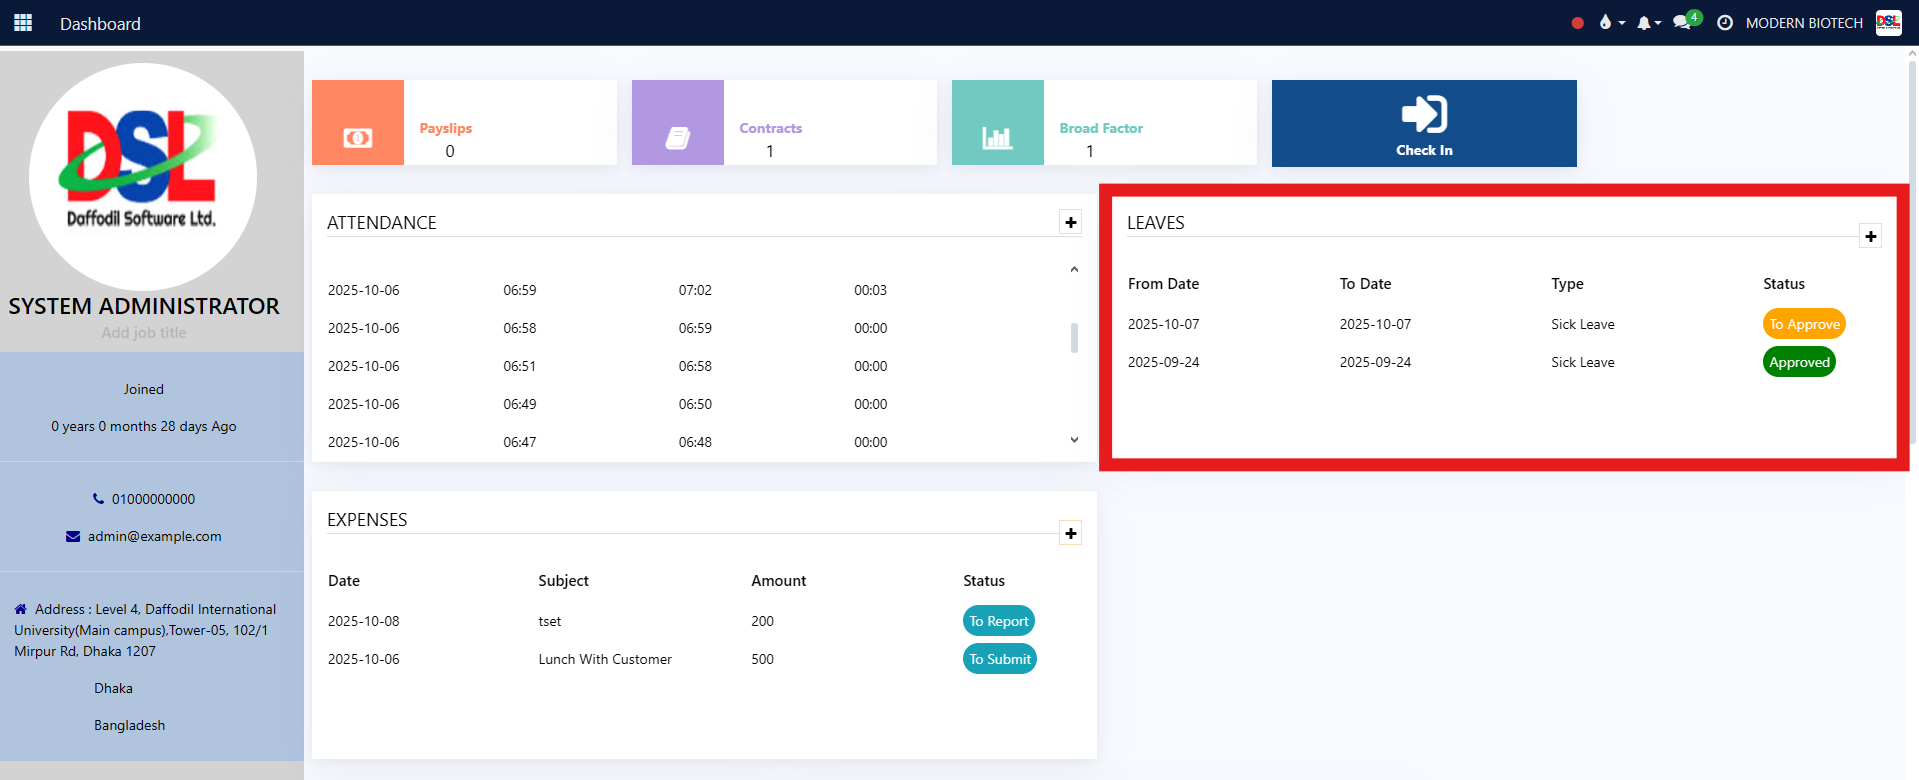 Dashboard
4
MODERN BIOTECH
DSL
DSL
Daffodil Software Ltd.
SYSTEM ADMINISTRATOR
Add job title
Joined
0 years 0 months 28 days Ago
01000000000
admin@example.com
Address : Level 4, Daffodil International
University(Main campus),Tower-05, 102/1
Mirpur Rd, Dhaka 1207
Dhaka
Bangladesh
Payslips
0
Contracts
1
Broad Factor
1
Check In
ATTENDANCE
2025-10-06 06:59 07:02 00:03
2025-10-06 06:58 06:59 00:00
2025-10-06 06:51 06:58 00:00
2025-10-06 06:49 06:50 00:00
2025-10-06 06:47 06:48 00:00
LEAVES
From Date To Date Type Status
2025-10-07 2025-10-07 Sick Leave To Approve
2025-09-24 2025-09-24 Sick Leave Approved
EXPENSES
Date Subject Amount Status
2025-10-08 tset 200 To Report
2025-10-06 Lunch With Customer 500 To Submit